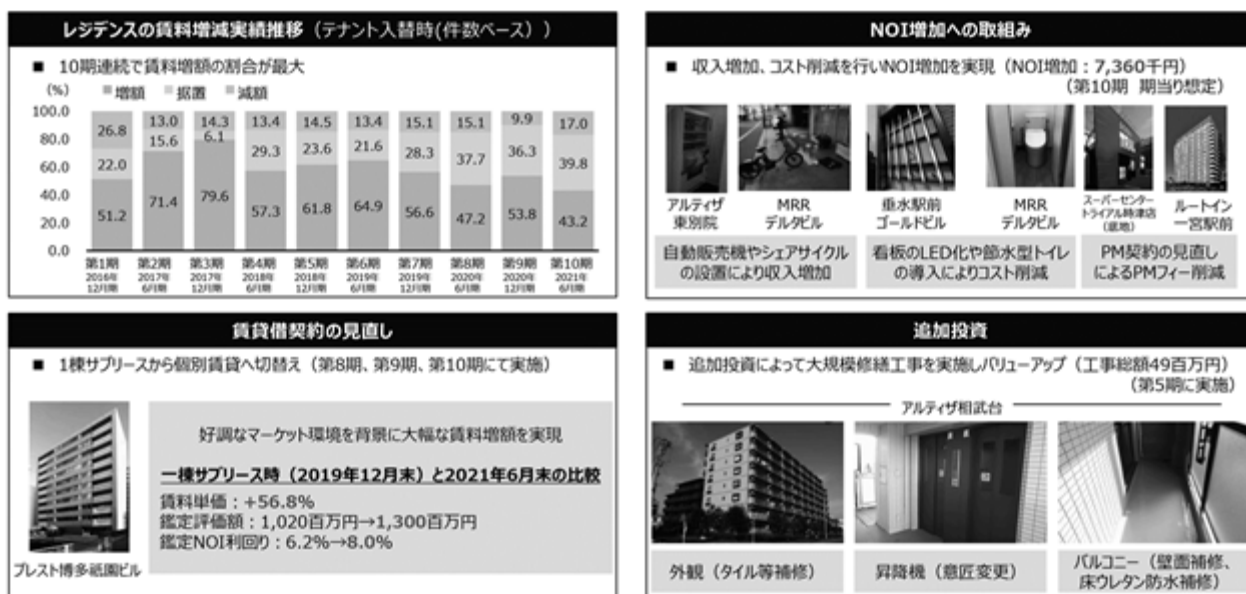 レジデンスの賃料増減実績推移（テナント入替時(件数ベース））
■ 10期連続で賃料増額の割合が最大
(%) ■増額 ■据置 ■減額
100.0
80.0
60.0
40.0
20.0
0.0
26.8 13.0 14.3 13.4 14.5 13.4 15.1 15.1 9.9 17.0
22.0 15.6 6.1 29.3 23.6 21.6 28.3 37.7 36.3 39.8
51.2 71.4 79.6 57.3 61.8 64.9 56.6 47.2 53.8 43.2
第1期 第2期 第3期 第4期 第5期 第6期 第7期 第8期 第9期 第10期
2016年 2017年 2017年 2018年 2018年 2019年 2019年 2020年 2020年 2021年
12月期 6月期 12月期 6月期 12月期 6月期 12月期 6月期 12月期 6月期
NOI増加への取組み
■ 収入増加、コスト削減を行いNOI増加を実現（NOI増加：7,360千円）
（第10期 期当り想定）
アルティザ
東別院
MRR
デルタビル
垂水駅前
ゴールドビル
MRR
デルタビル
スーパーセンター
トライアル時津店
（底地）
ルートイン
一宮駅前
自動販売機やシェアサイクル
の設置により収入増加
看板のLED化や節水型トイレ
の導入によりコスト削減
PM契約の見直し
によるPMフィー削減
賃貸借契約の見直し
■ 1棟サブリースから個別賃貸へ切替え（第8期、第9期、第10期にて実施）
好調なマーケット環境を背景に大幅な賃料増額を実現
一棟サブリース時（2019年12月末）と2021年6月末の比較
賃料単価：+56.8%
鑑定評価額：1,020百万円→1,300百万円
鑑定NOI利回り：6.2%→8.0%
プレスト博多祇園ビル
追加投資
■ 追加投資によって大規模修繕工事を実施しバリューアップ（工事総額49百万円）
（第5期に実施）
アルティザ相武台
外観（タイル等補修）
昇降機（意匠変更）
バルコニー（壁面補修、
床ウレタン防水補修）